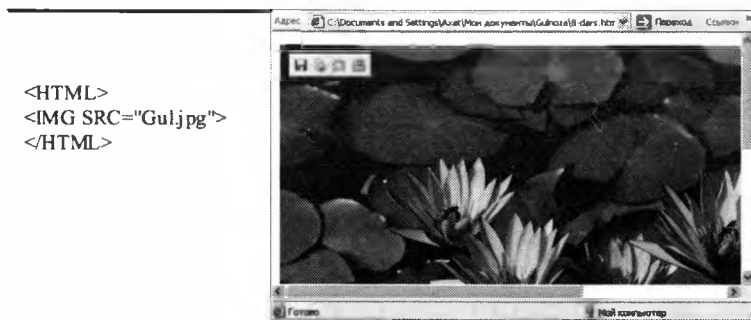 <HTML>
<IMG SRC="Gul.jpg">
</HTML>
Адрес C:\Documents and Settings\Axat\Мои документы\Gulnoza\8-dars.htm Переход Ссылки »
Готово Мой компьютер